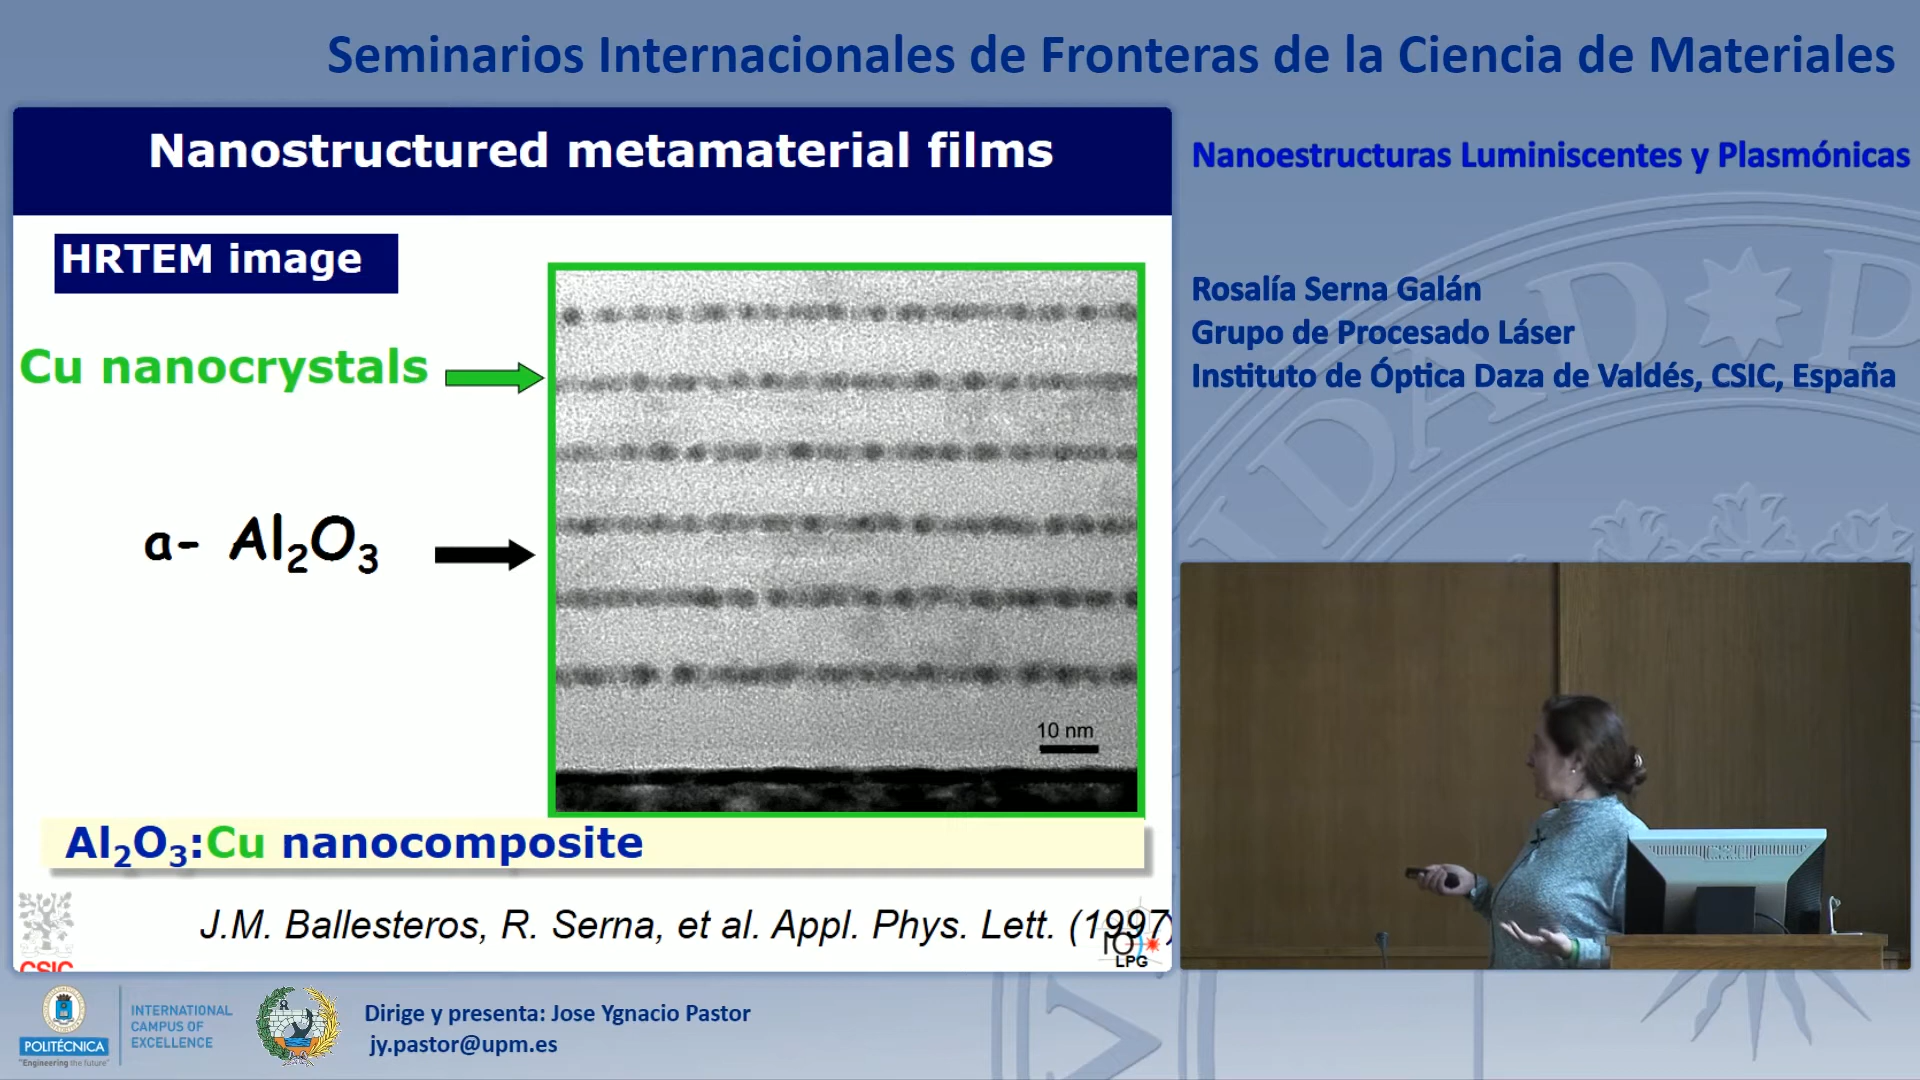 Seminarios Internacionales de Fronteras de la Ciencia de Materiales
Nanostructured metamaterial films
HRTEM image
Cu nanocrystals
a- Al₂O₃
10 nm
Al₂O₃:Cu nanocomposite
J.M. Ballesteros, R. Serna, et al. Appl. Phys. Lett. (1997)
CSIC
IO
LPG
Nanoestructuras Luminiscentes y Plasmónicas
Rosalía Serna Galán
Grupo de Procesado Láser
Instituto de Óptica Daza de Valdés, CSIC, España
POLITÉCNICA
"Engineering the future"
INTERNATIONAL
CAMPUS OF
EXCELLENCE
Dirige y presenta: Jose Ygnacio Pastor
jy.pastor@upm.es